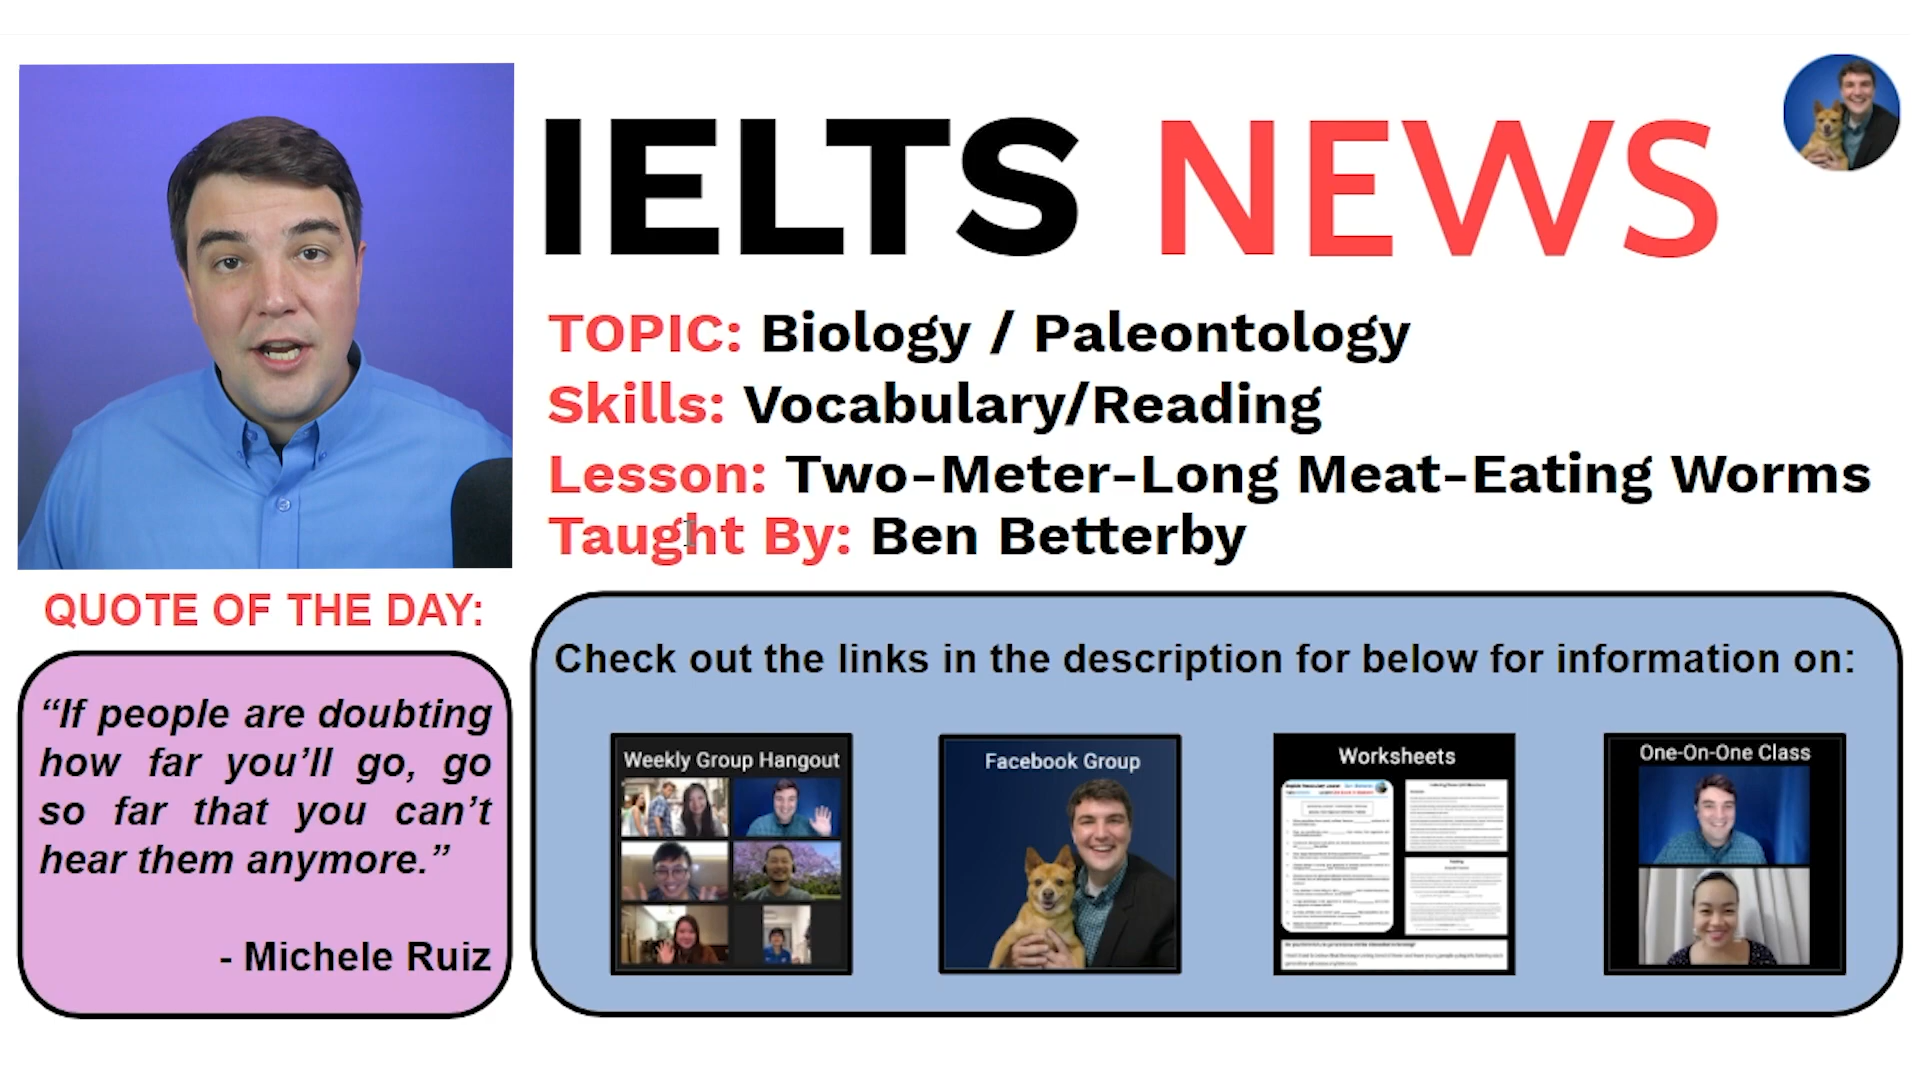 IELTS NEWS
TOPIC: Biology / Paleontology
Skills: Vocabulary/Reading
Lesson: Two-Meter-Long Meat-Eating Worms
Taught By: Ben Betterby
QUOTE OF THE DAY:
“If people are doubting
how far you’ll go, go
so far that you can’t
hear them anymore.”
- Michele Ruiz
Check out the links in the description for below for information on:
Weekly Group Hangout
Facebook Group
Worksheets
One-On-One Class